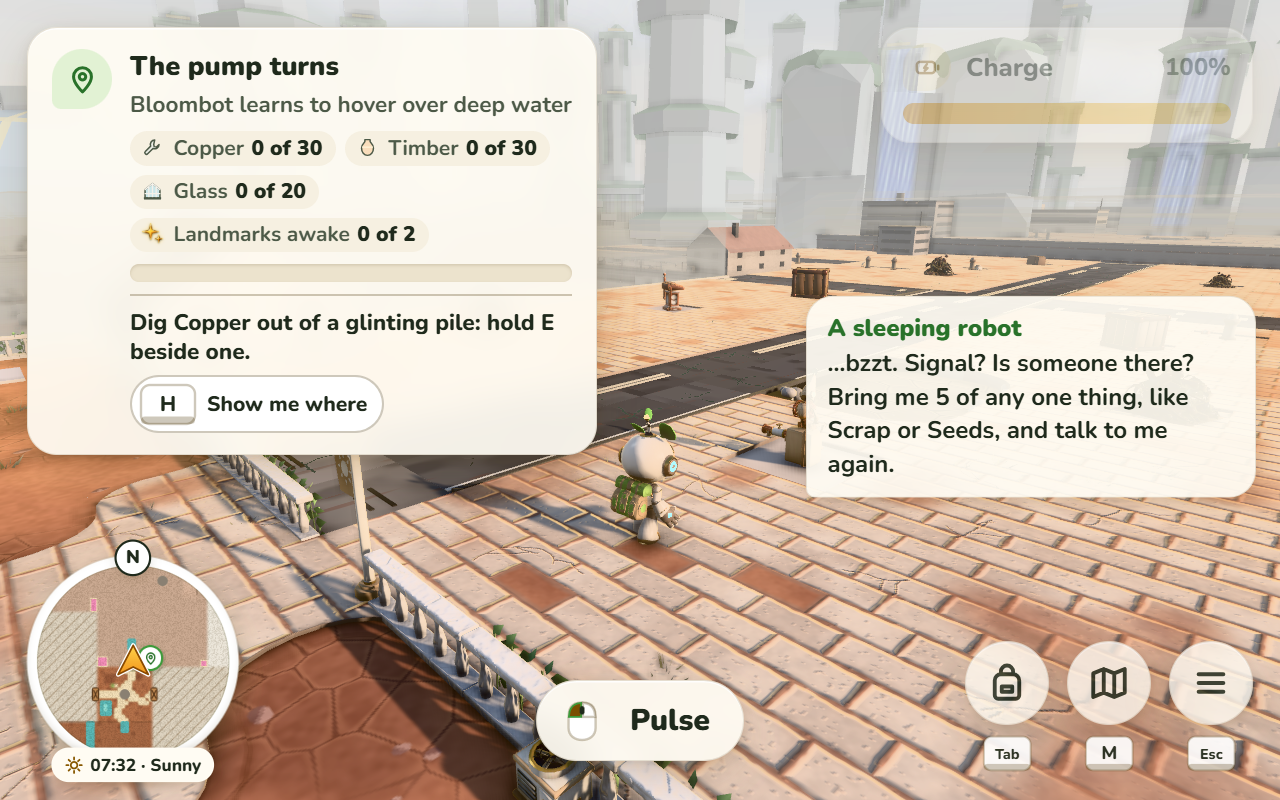 The pump turns
Bloombot learns to hover over deep water
Copper 0 of 30
Timber 0 of 30
Glass 0 of 20
Landmarks awake 0 of 2
Dig Copper out of a glinting pile: hold E
beside one.
H Show me where
Charge 100%
A sleeping robot
...bzzt. Signal? Is someone there?
Bring me 5 of any one thing, like
Scrap or Seeds, and talk to me
again.
N
07:32 · Sunny
Pulse
Tab
M
Esc